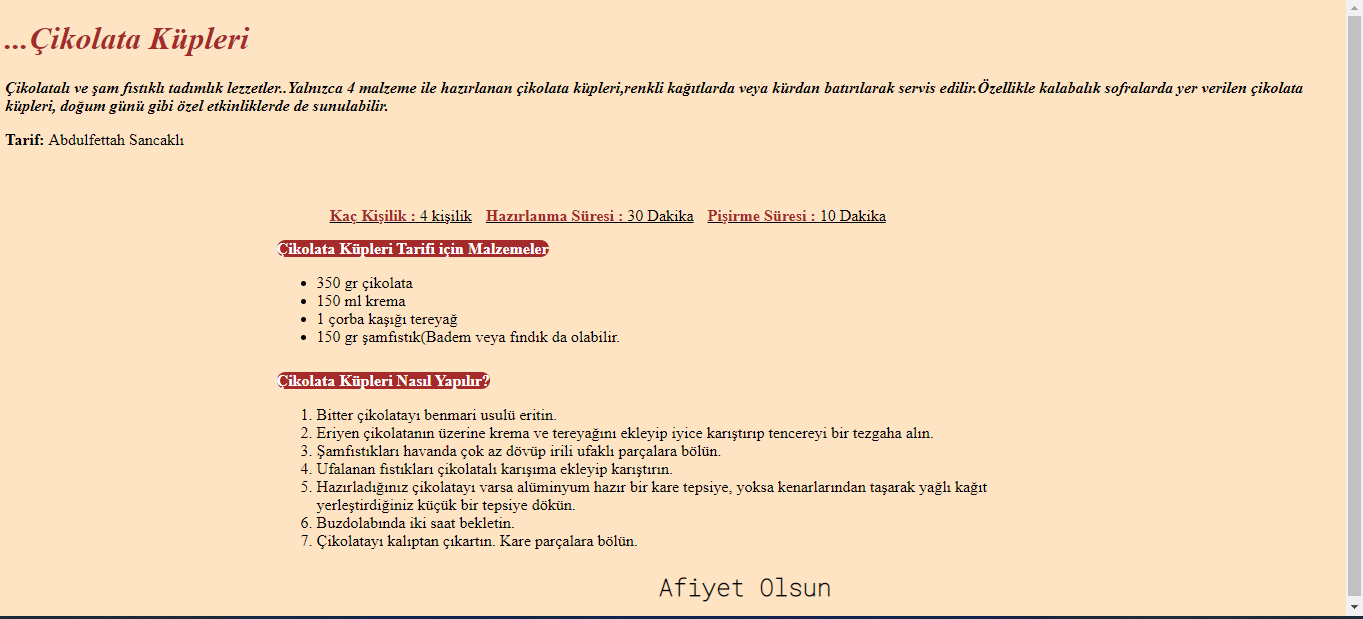 ...Çikolata Küpleri
Çikolatalı ve şam fıstıklı tadımlık lezzetler..Yalnızca 4 malzeme ile hazırlanan çikolata küpleri,renkli kağıtlarda veya kürdan batırılarak servis edilir.Özellikle kalabalık sofralarda yer verilen çikolata
küpleri, doğum günü gibi özel etkinliklerde de sunulabilir.
Tarif: Abdulfettah Sancaklı
Kaç Kişilik : 4 kişilik Hazırlanma Süresi : 30 Dakika Pişirme Süresi : 10 Dakika
Çikolata Küpleri Tarifi için Malzemeler
• 350 gr çikolata
• 150 ml krema
• 1 çorba kaşığı tereyağ
• 150 gr şamfıstık(Badem veya fındık da olabilir.
Çikolata Küpleri Nasıl Yapılır?
1. Bitter çikolatayı benmari usulü eritin.
2. Eriyen çikolatanın üzerine krema ve tereyağını ekleyip iyice karıştırıp tencereyi bir tezgaha alın.
3. Şamfıstıkları havanda çok az dövüp irili ufaklı parçalara bölün.
4. Ufalanan fıstıkları çikolatalı karışıma ekleyip karıştırın.
5. Hazırladığınız çikolatayı varsa alüminyum hazır bir kare tepsiye, yoksa kenarlarından taşarak yağlı kağıt
yerleştirdiğiniz küçük bir tepsiye dökün.
6. Buzdolabında iki saat bekletin.
7. Çikolatayı kalıptan çıkartın. Kare parçalara bölün.
Afiyet Olsun